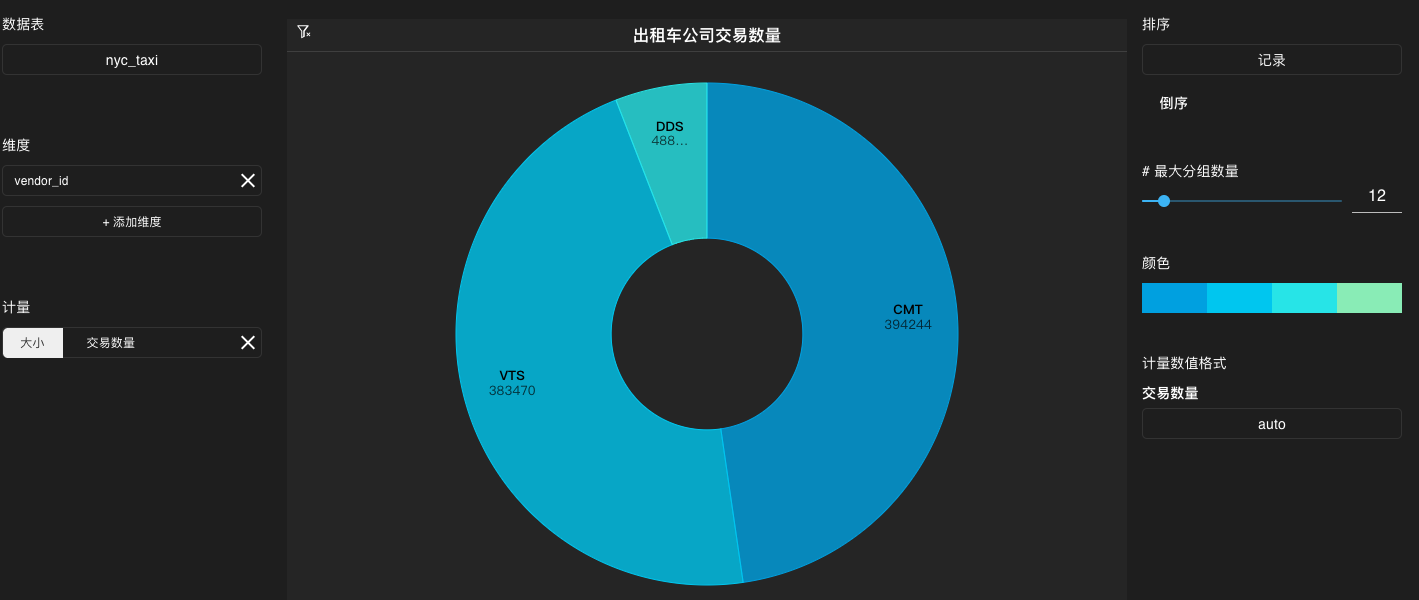 数据表
nyc_taxi
维度
vendor_id
+ 添加维度
计量
大小
交易数量
出租车公司交易数量
DDS
488...
CMT
394244
VTS
383470
排序
记录
倒序
# 最大分组数量
12
颜色
计量数值格式
交易数量
auto